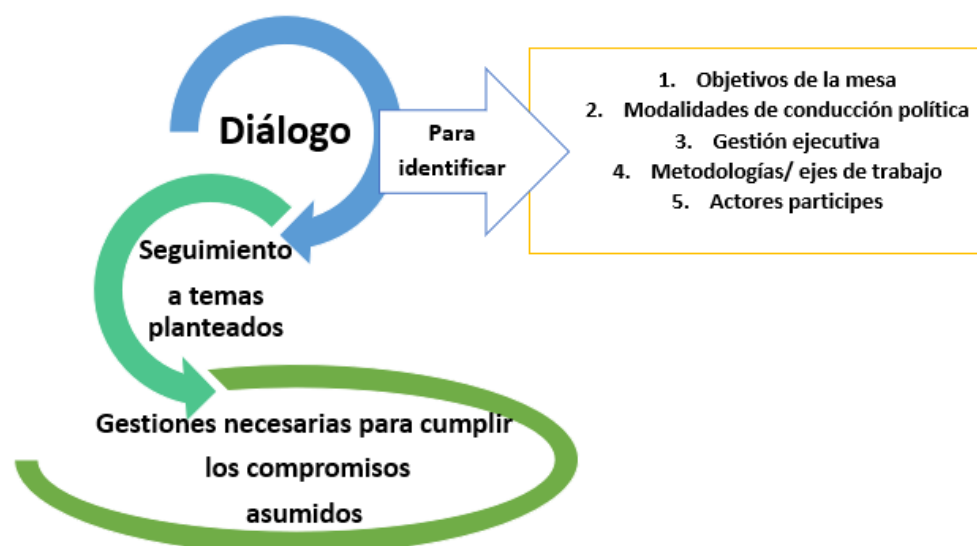 Diálogo
Para
identificar
1. Objetivos de la mesa
2. Modalidades de conducción política
3. Gestión ejecutiva
4. Metodologías/ ejes de trabajo
5. Actores participes
Seguimiento
a temas
planteados
Gestiones necesarias para cumplir
los compromisos
asumidos